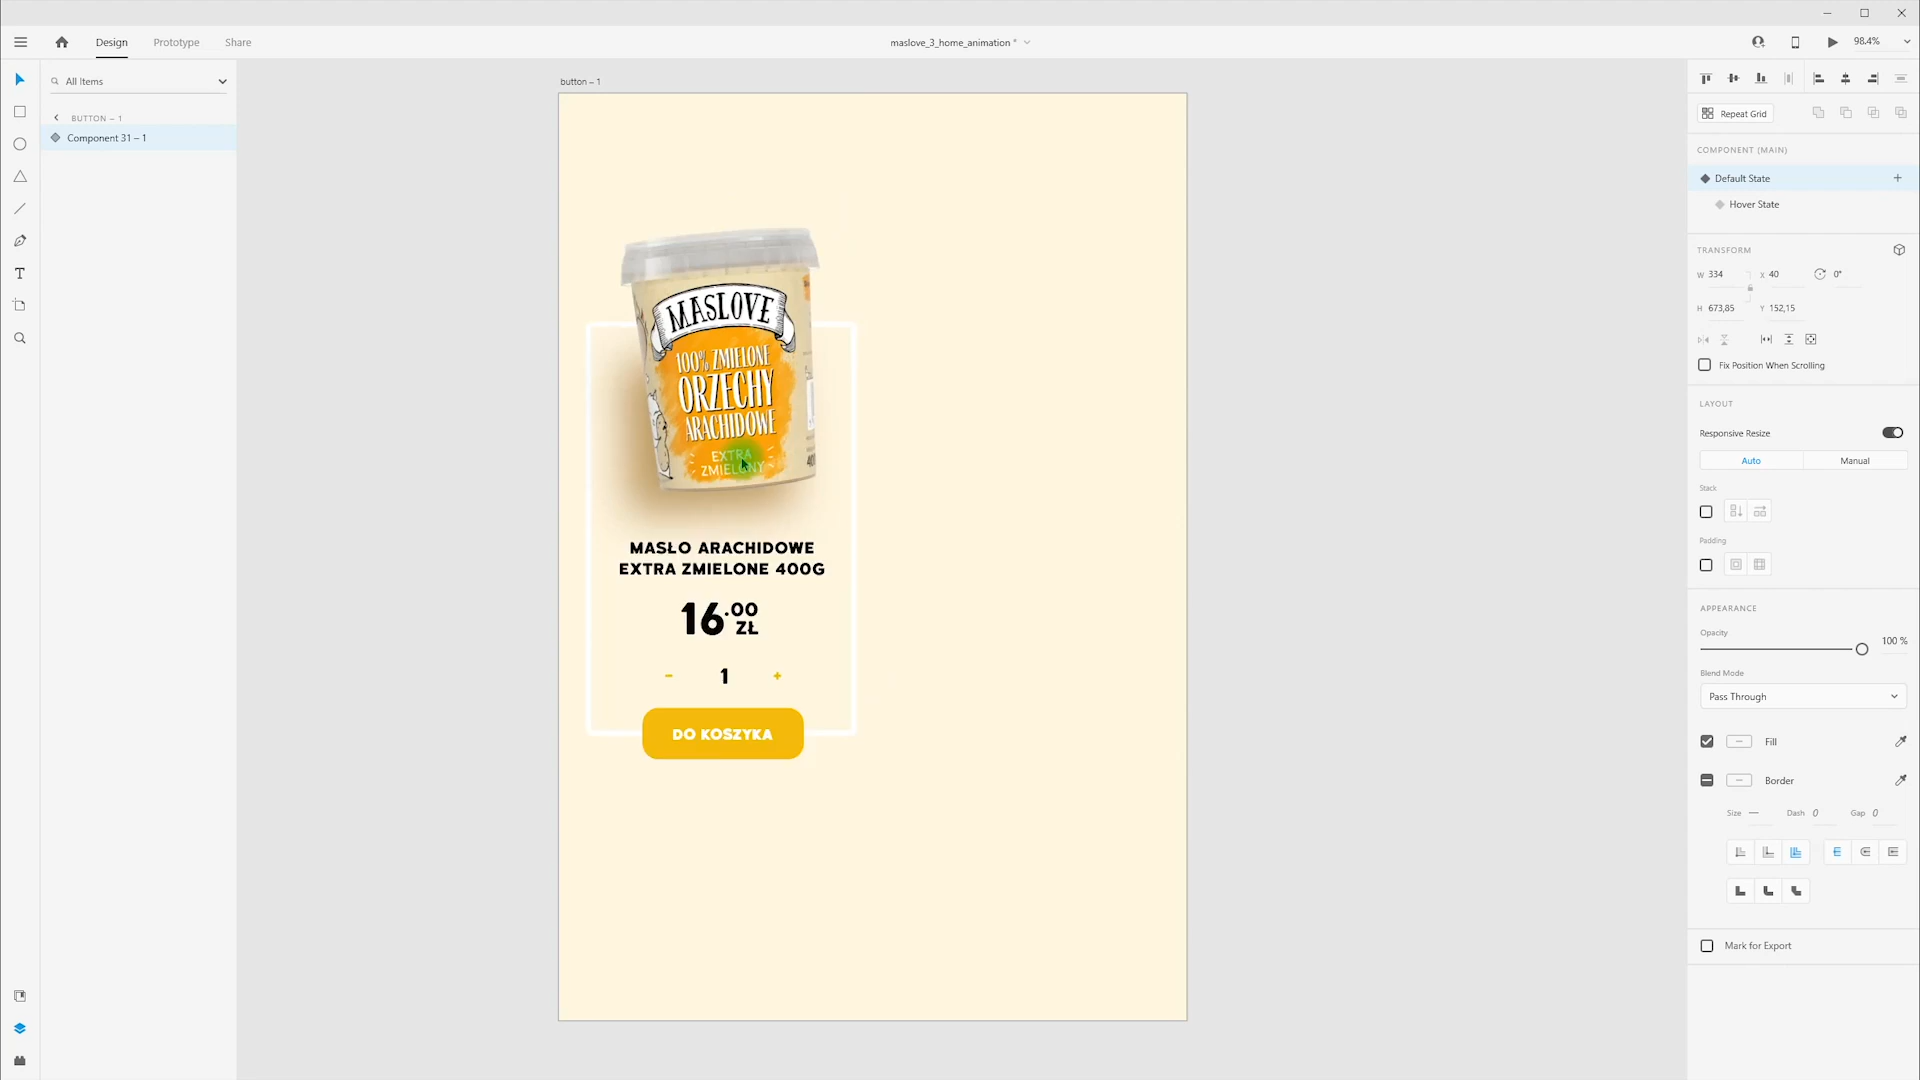 Design
Prototype
Share
maslove_3_home_animation *
98.4%
All Items
BUTTON – 1
Component 31 – 1
button – 1
MASLOVE
100% ZMIELONE
ORZECHY
ARACHIDOWE
EXTRA
ZMIELONY
MASŁO ARACHIDOWE
EXTRA ZMIELONE 400G
16.00
ZŁ
- 1 +
DO KOSZYKA
Repeat Grid
COMPONENT (MAIN)
Default State
Hover State
TRANSFORM
W 334 X 40 0°
H 673,85 Y 152,15
Fix Position When Scrolling
LAYOUT
Responsive Resize
Auto Manual
Stack
Padding
APPEARANCE
Opacity
100 %
Blend Mode
Pass Through
Fill
Border
Size — Dash 0 Gap 0
Mark for Export